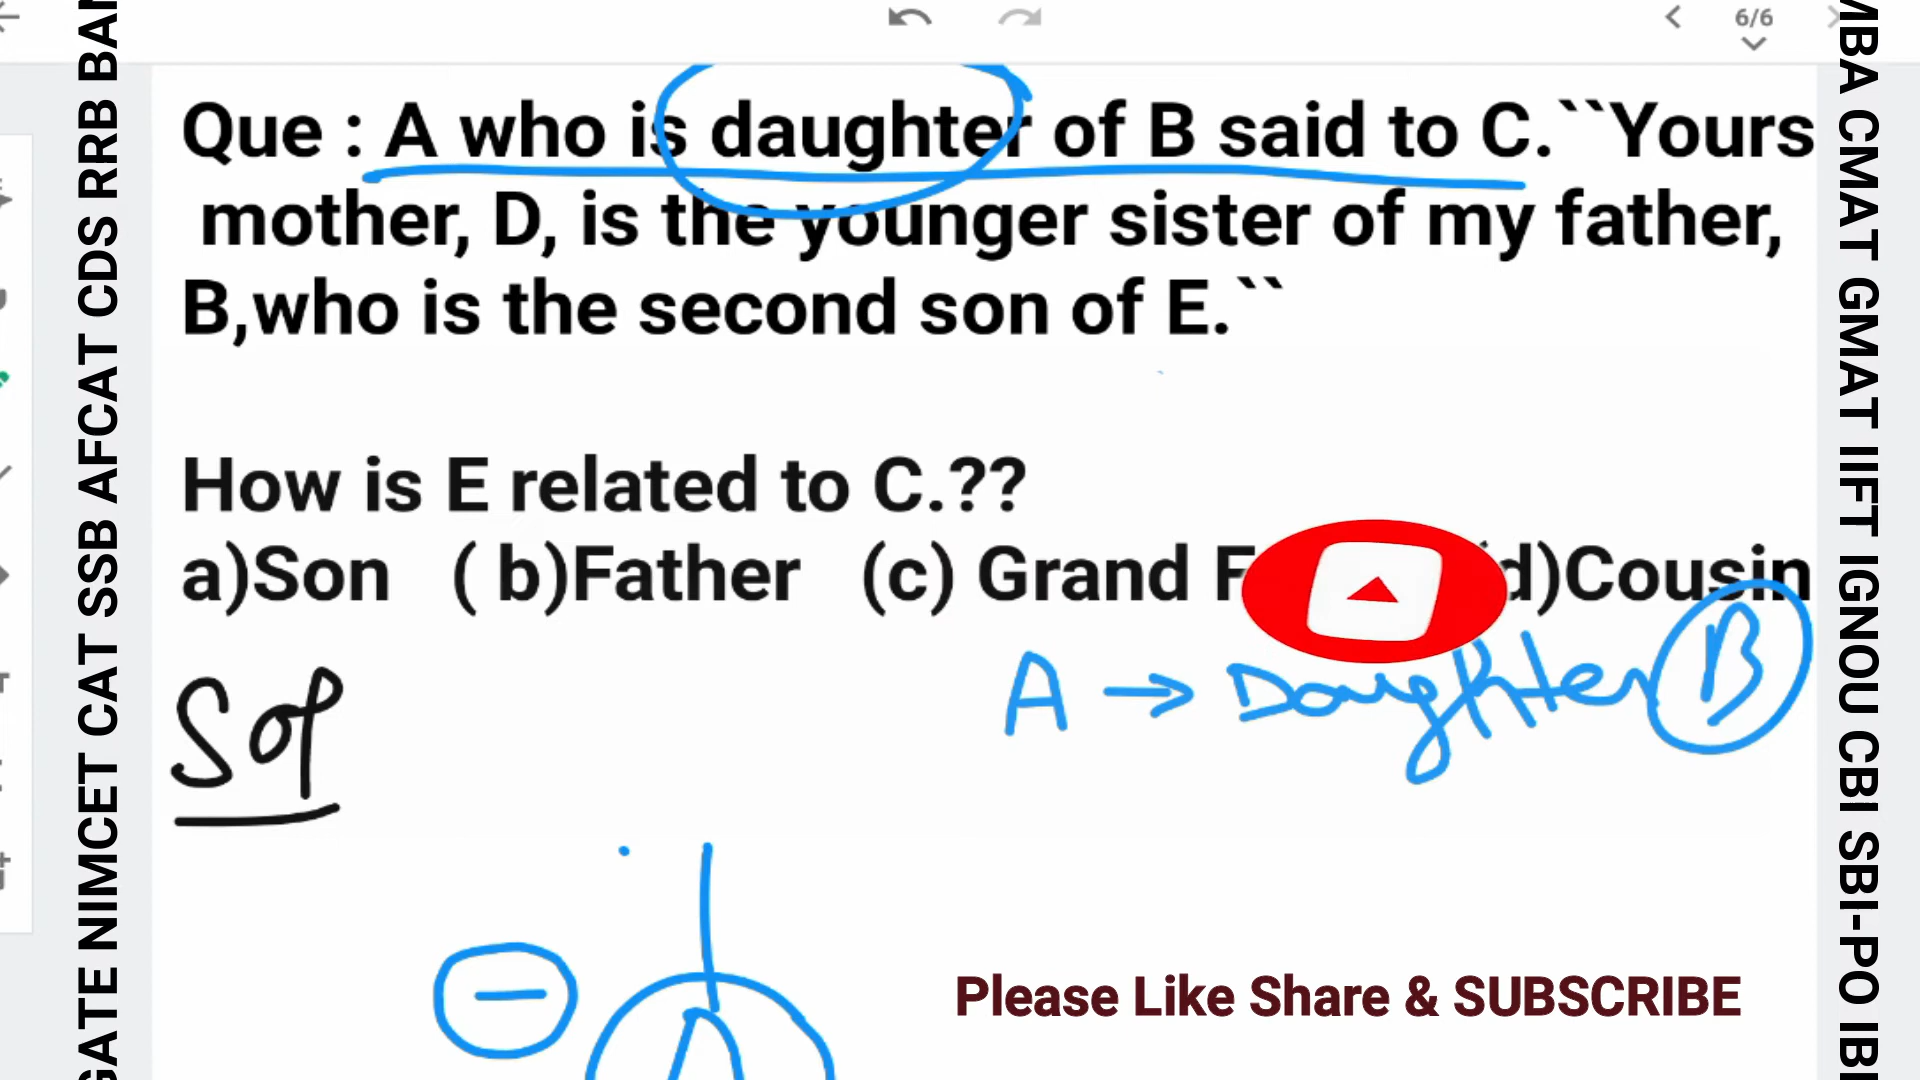 6/6
Que : A who is daughter of B said to C.``Yours
mother, D, is the younger sister of my father,
B,who is the second son of E.``
How is E related to C.??
a)Son ( b)Father (c) Grand F d)Cousin
A → Daughter B
Sol
A
Please Like Share & SUBSCRIBE
GATE NIMCET CAT SSB AFCAT CDS RRB BAN
MBA CMAT GMAT IIFT IGNOU CBI SBI-PO IB